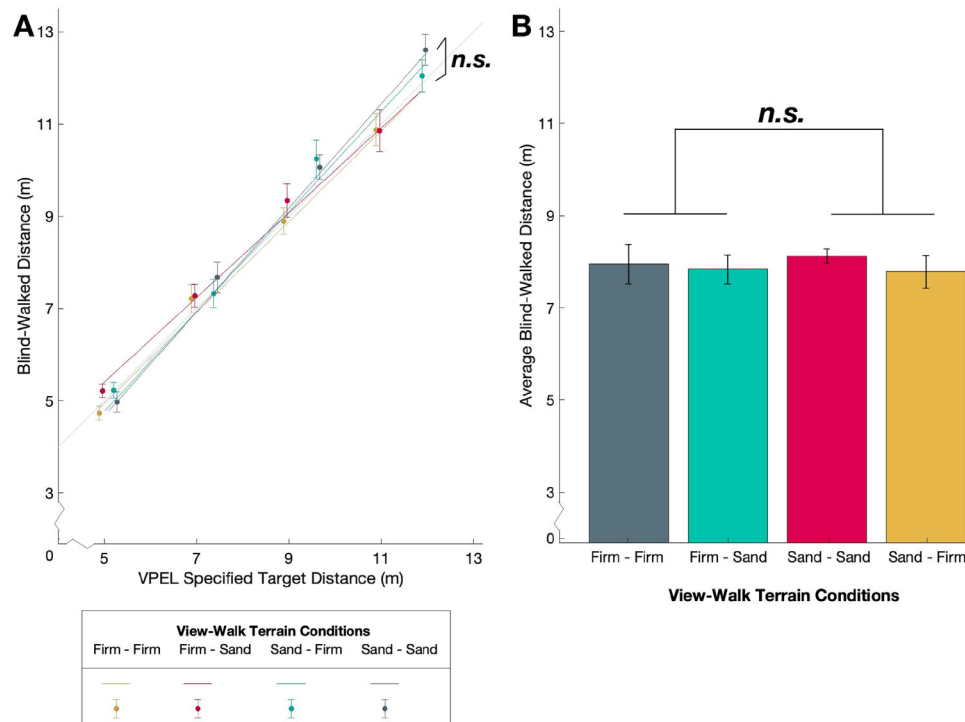 A
13
11
9
7
5
3
0
Blind-Walked Distance (m)
n.s.
5
7
9
11
13
VPEL Specified Target Distance (m)
View-Walk Terrain Conditions
Firm - Firm Firm - Sand Sand - Firm Sand - Sand
B
13
11
9
7
5
3
0
Average Blind-Walked Distance (m)
n.s.
Firm - Firm Firm - Sand Sand - Sand Sand - Firm
View-Walk Terrain Conditions